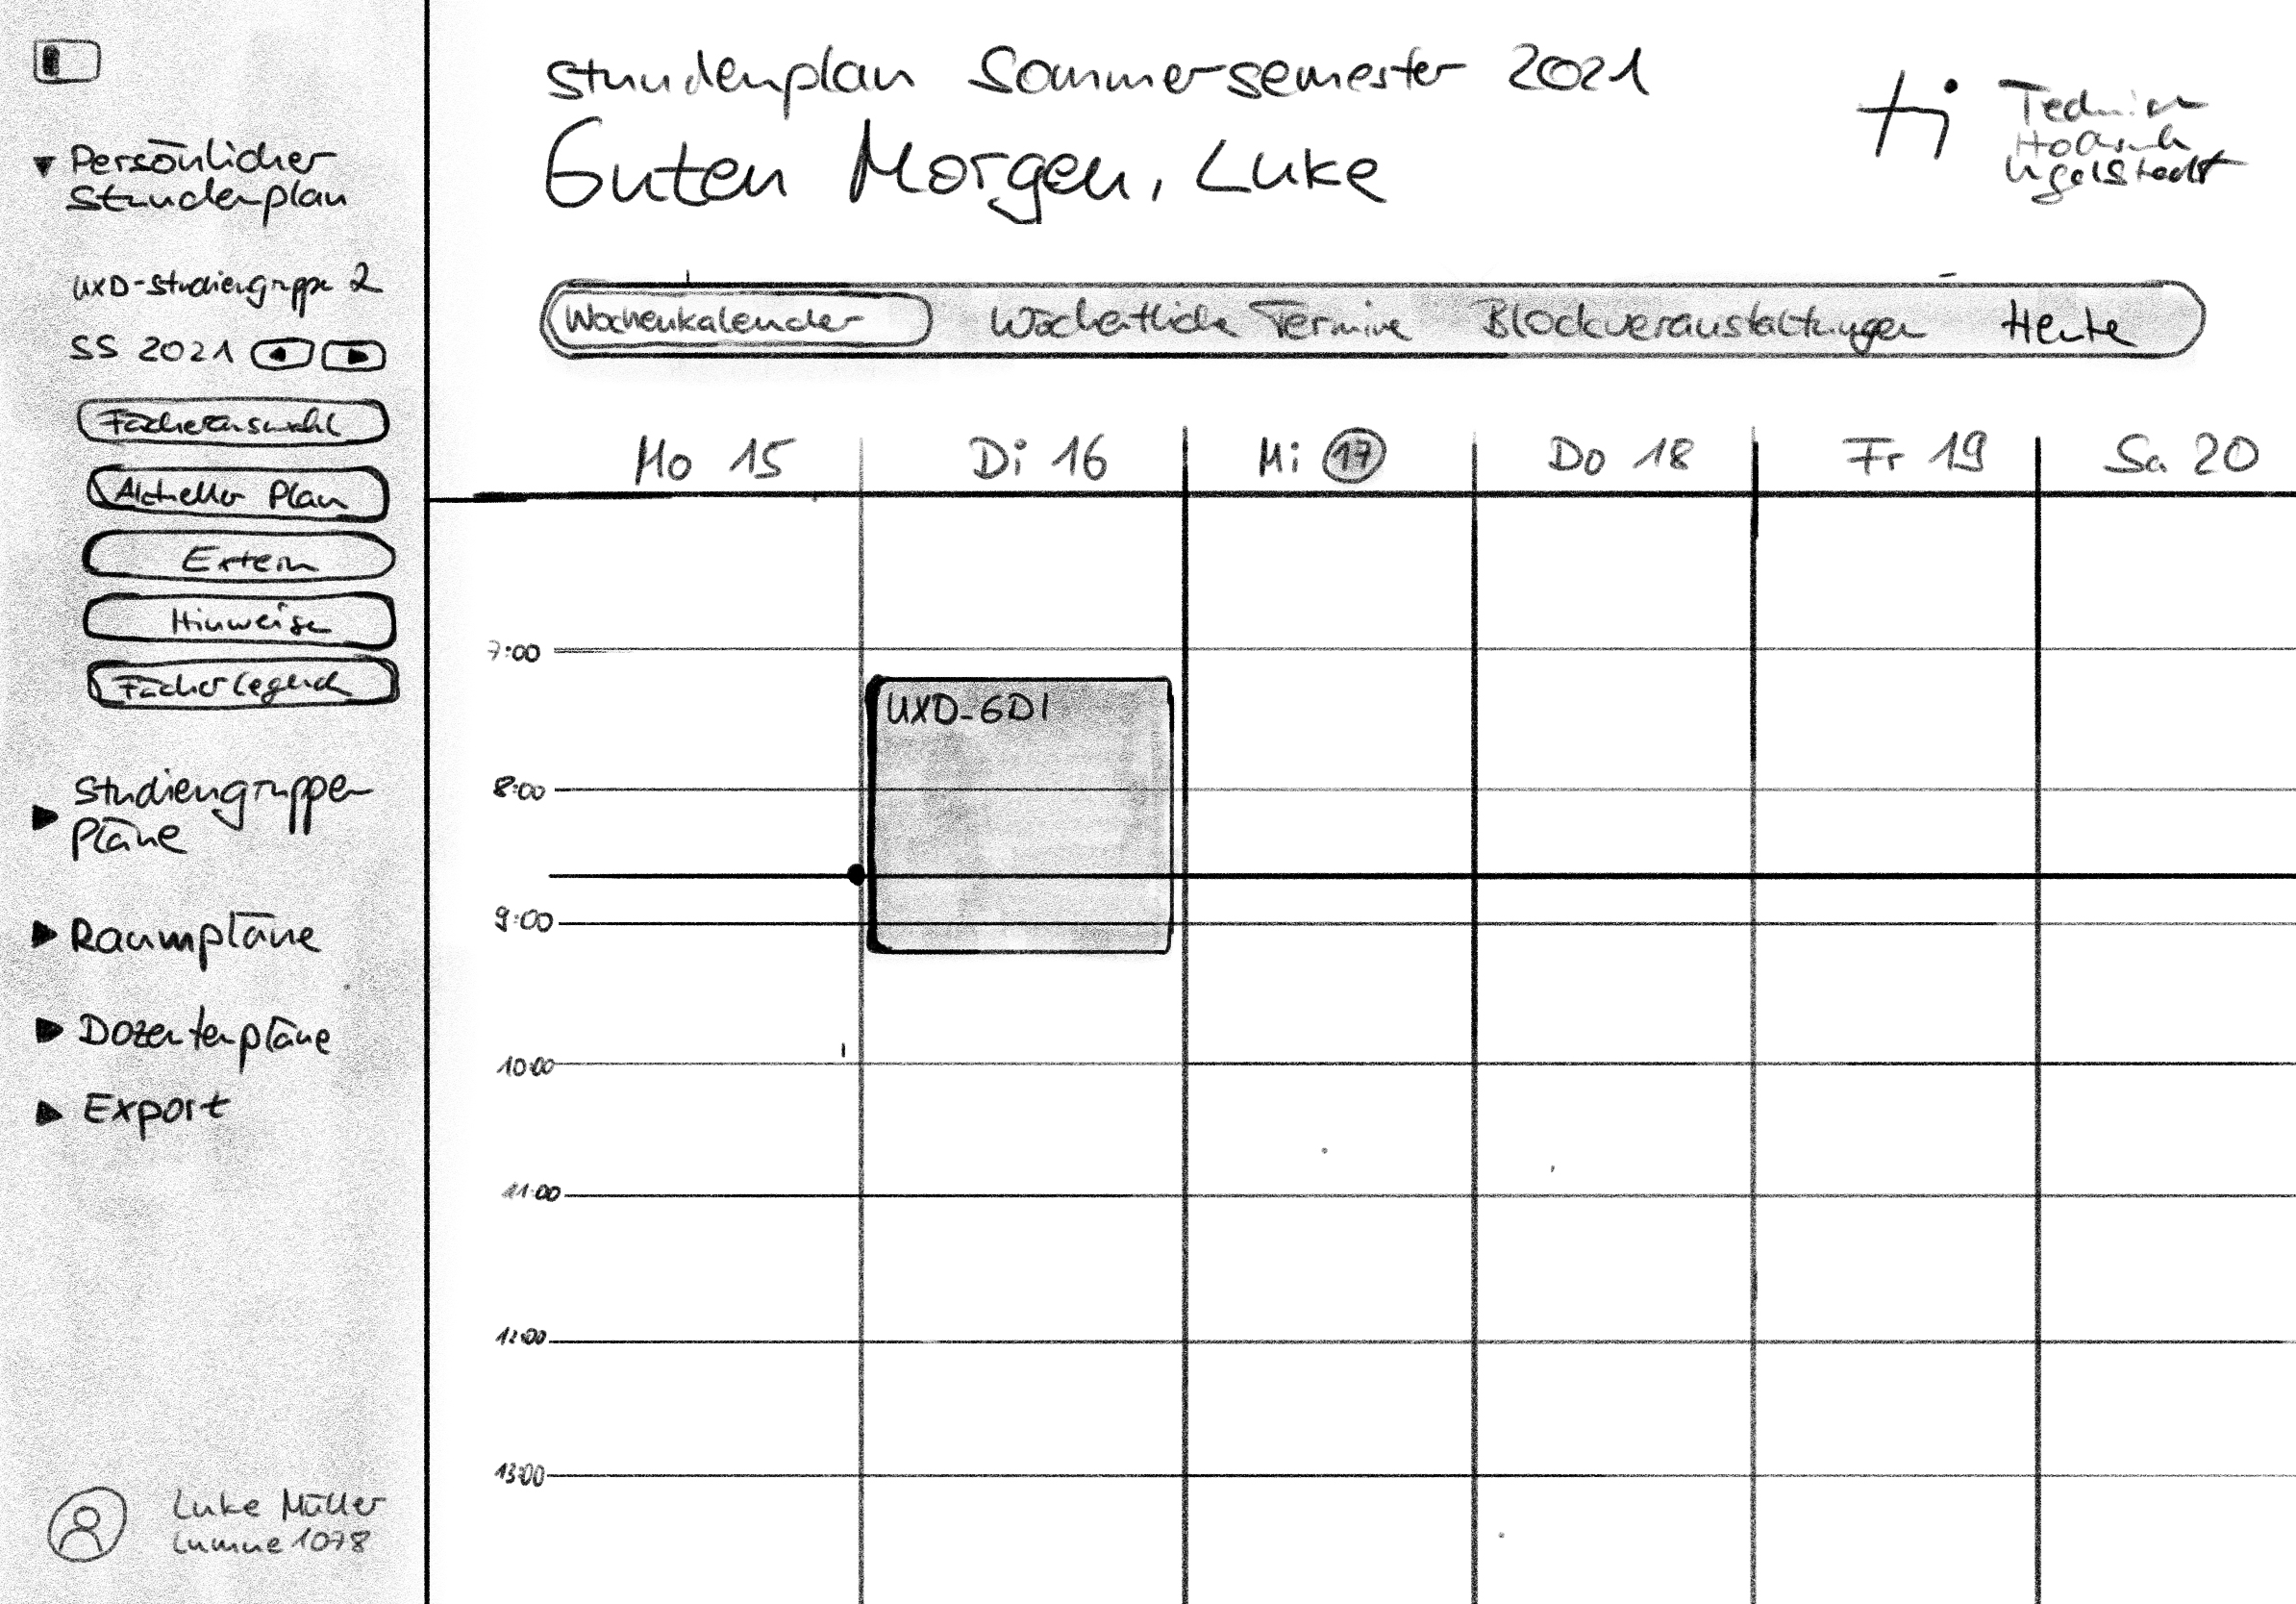 Persönlicher
Stundenplan
UXD-Studiengruppe 2
SS 2021
Fächerauswahl
Aktueller Plan
Extern
Hinweise
Fächerlegende
Studiengruppen
Pläne
Raumpläne
Dozentenpläne
Export
Luke Müller
lumue1078
Stundenplan Sommersemester 2021
Guten Morgen, Luke
ti
Technische
Hochschule
Ingolstadt
Wochenkalender Wöchentliche Termine Blockveranstaltungen Heute
Mo 15 Di 16 Mi 17 Do 18 Fr 19 Sa 20
7:00
UXD-GDI
8:00
9:00
10:00
11:00
12:00
13:00